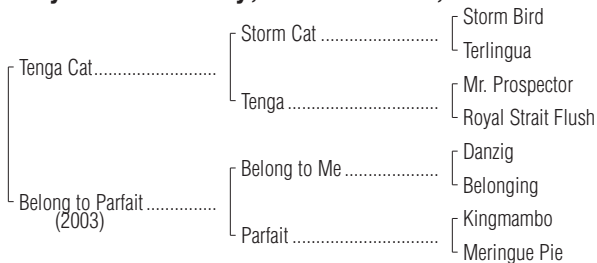 Storm Bird
Storm Cat ........................
Terlingua
Tenga Cat.........................
Mr. Prospector
Tenga ..............................
Royal Strait Flush
Danzig
Belong to Me ...................
Belonging
Belong to Parfait ..............
(2003)
Kingmambo
Parfait ..............................
Meringue Pie